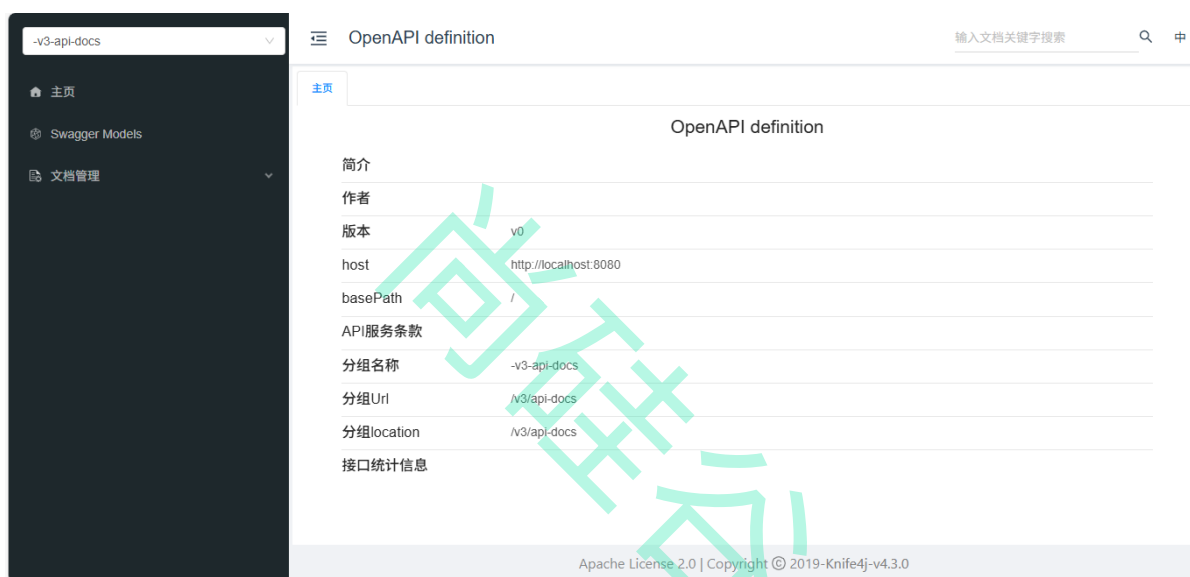 -v3-api-docs
OpenAPI definition
输入文档关键字搜索
中
主页
Swagger Models
文档管理
主页
OpenAPI definition
简介
作者
版本 v0
host http://localhost:8080
basePath /
API服务条款
分组名称 -v3-api-docs
分组Url /v3/api-docs
分组location /v3/api-docs
接口统计信息
尚硅谷
Apache License 2.0 | Copyright © 2019-Knife4j-v4.3.0